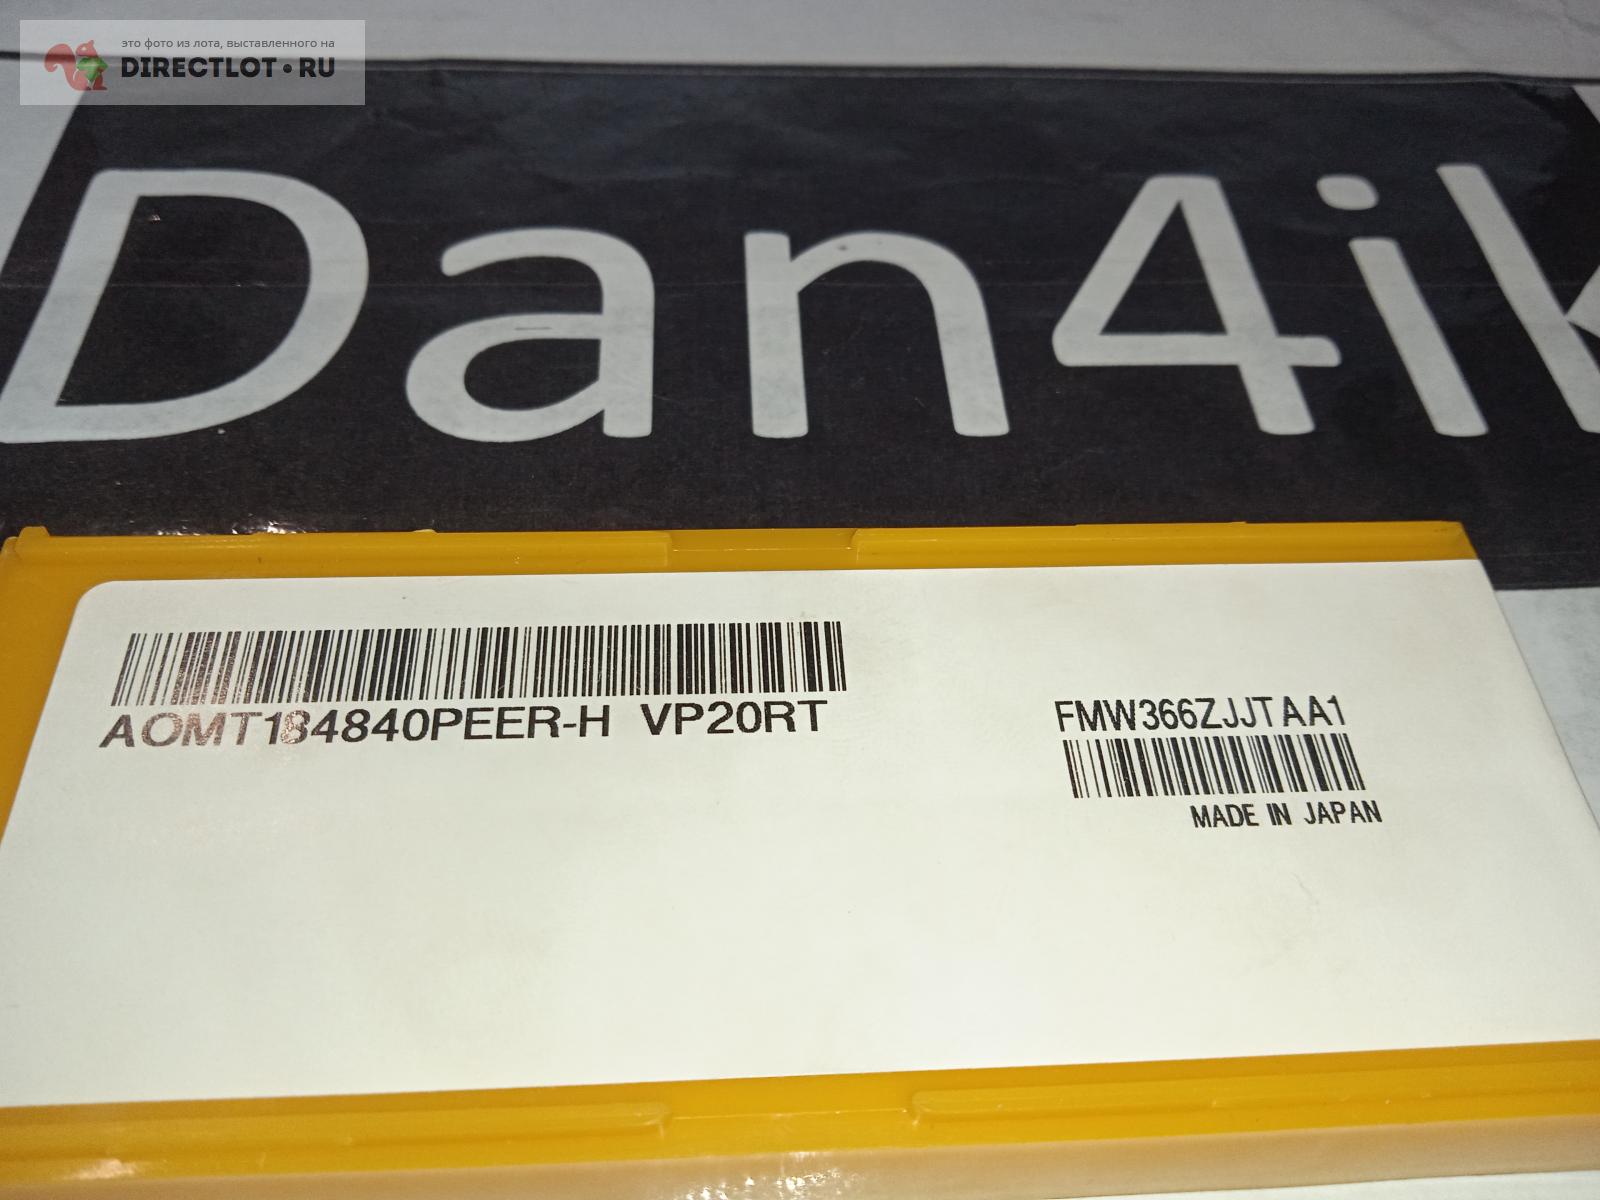 это фото из лота, выставленного на
DIRECTLOT.RU
Dan4ik
AOMT184840PEER-H VP20RT
FMW366ZJJTAA1
MADE IN JAPAN